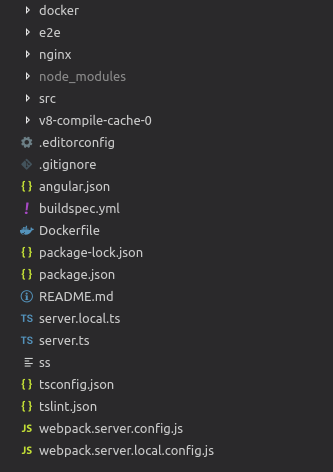 docker
e2e
nginx
node_modules
src
v8-compile-cache-0
.editorconfig
.gitignore
{ } angular.json
! buildspec.yml
Dockerfile
{ } package-lock.json
{ } package.json
README.md
TS server.local.ts
TS server.ts
ss
{ } tsconfig.json
{ } tslint.json
JS webpack.server.config.js
JS webpack.server.local.config.js